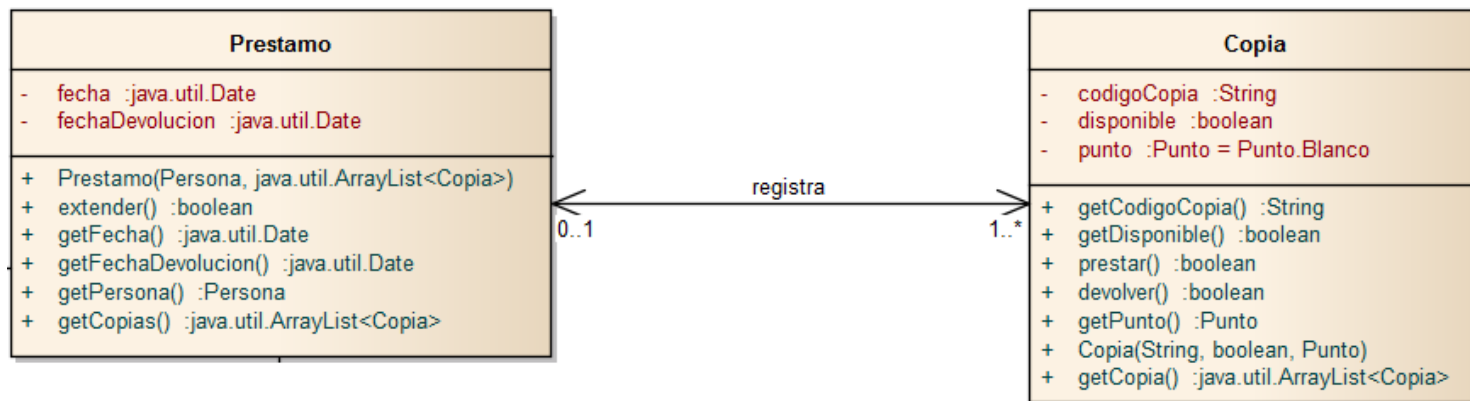 Prestamo
- fecha :java.util.Date
- fechaDevolucion :java.util.Date
+ Prestamo(Persona, java.util.ArrayList<Copia>)
+ extender() :boolean
+ getFecha() :java.util.Date
+ getFechaDevolucion() :java.util.Date
+ getPersona() :Persona
+ getCopias() :java.util.ArrayList<Copia>
registra
0..1
1..*
Copia
- codigoCopia :String
- disponible :boolean
- punto :Punto = Punto.Blanco
+ getCodigoCopia() :String
+ getDisponible() :boolean
+ prestar() :boolean
+ devolver() :boolean
+ getPunto() :Punto
+ Copia(String, boolean, Punto)
+ getCopia() :java.util.ArrayList<Copia>